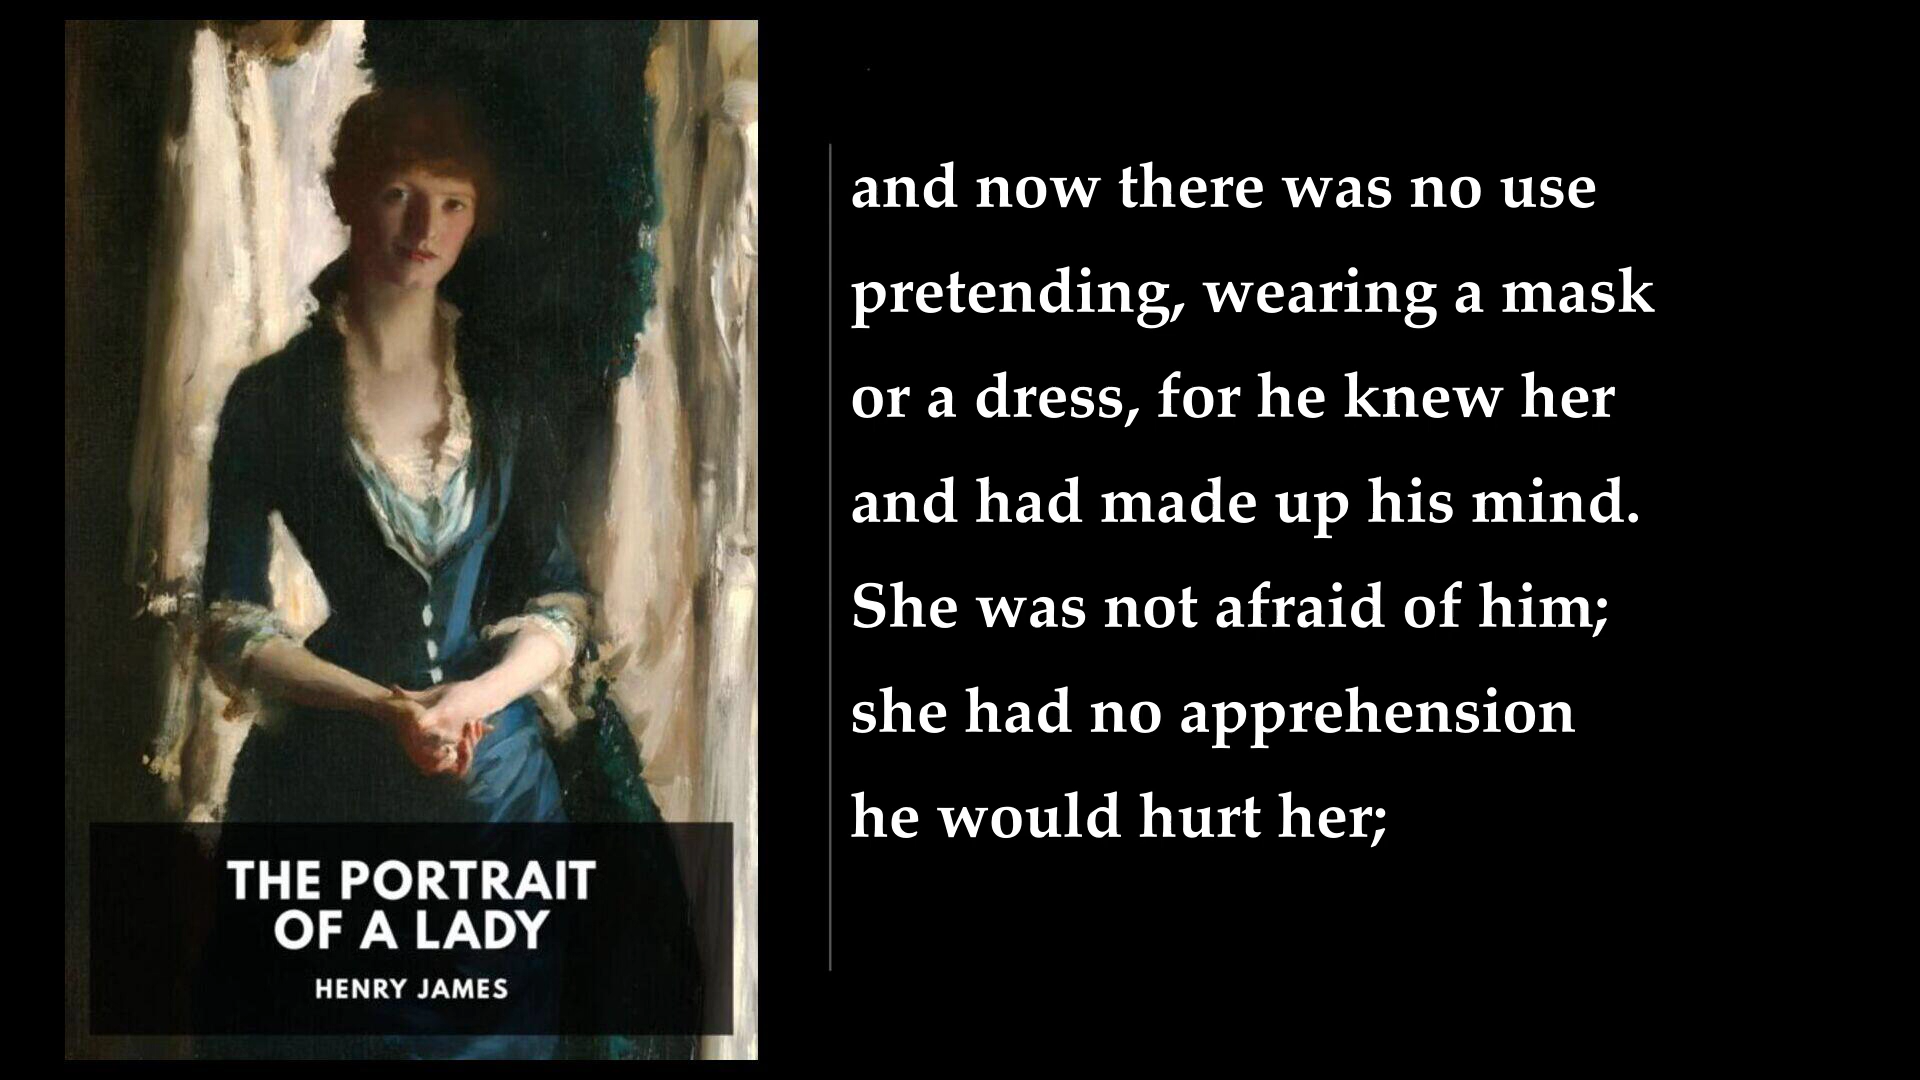 THE PORTRAIT
OF A LADY
HENRY JAMES
and now there was no use
pretending, wearing a mask
or a dress, for he knew her
and had made up his mind.
She was not afraid of him;
she had no apprehension
he would hurt her;